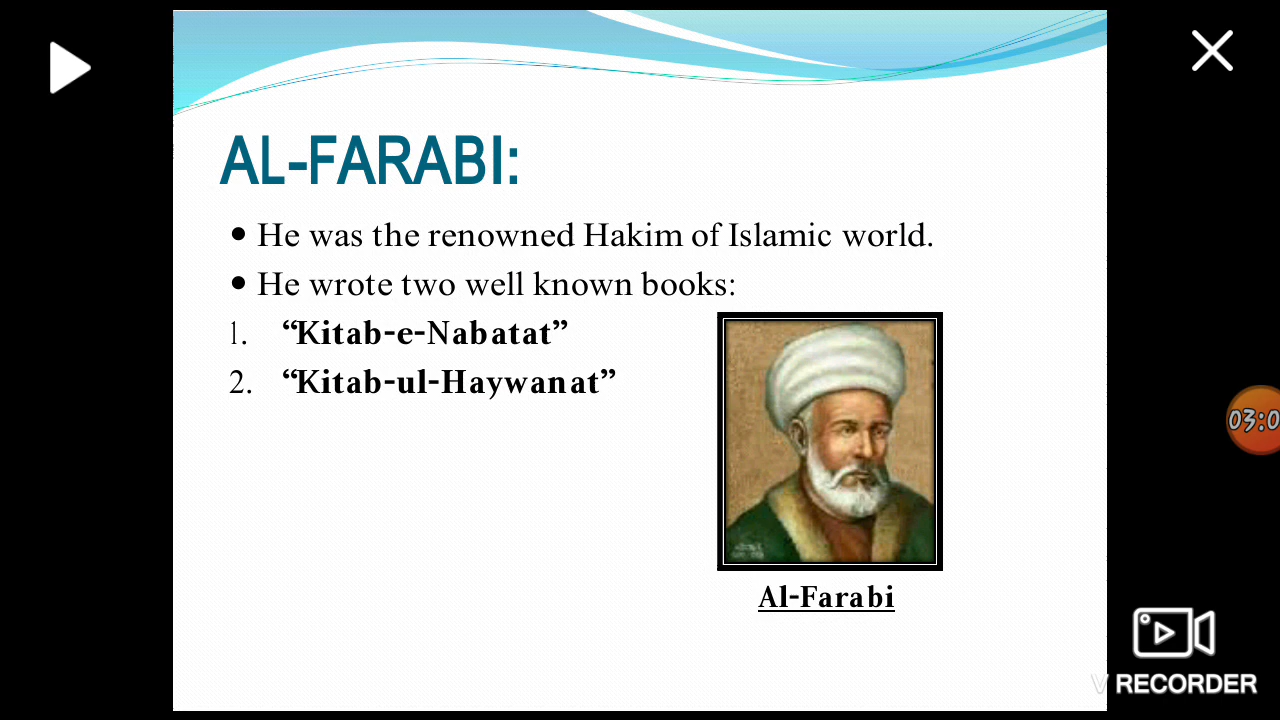 AL-FARABI:
• He was the renowned Hakim of Islamic world.
• He wrote two well known books:
1. “Kitab-e-Nabatat”
2. “Kitab-ul-Haywanat”
Al-Farabi
03:0
V RECORDER